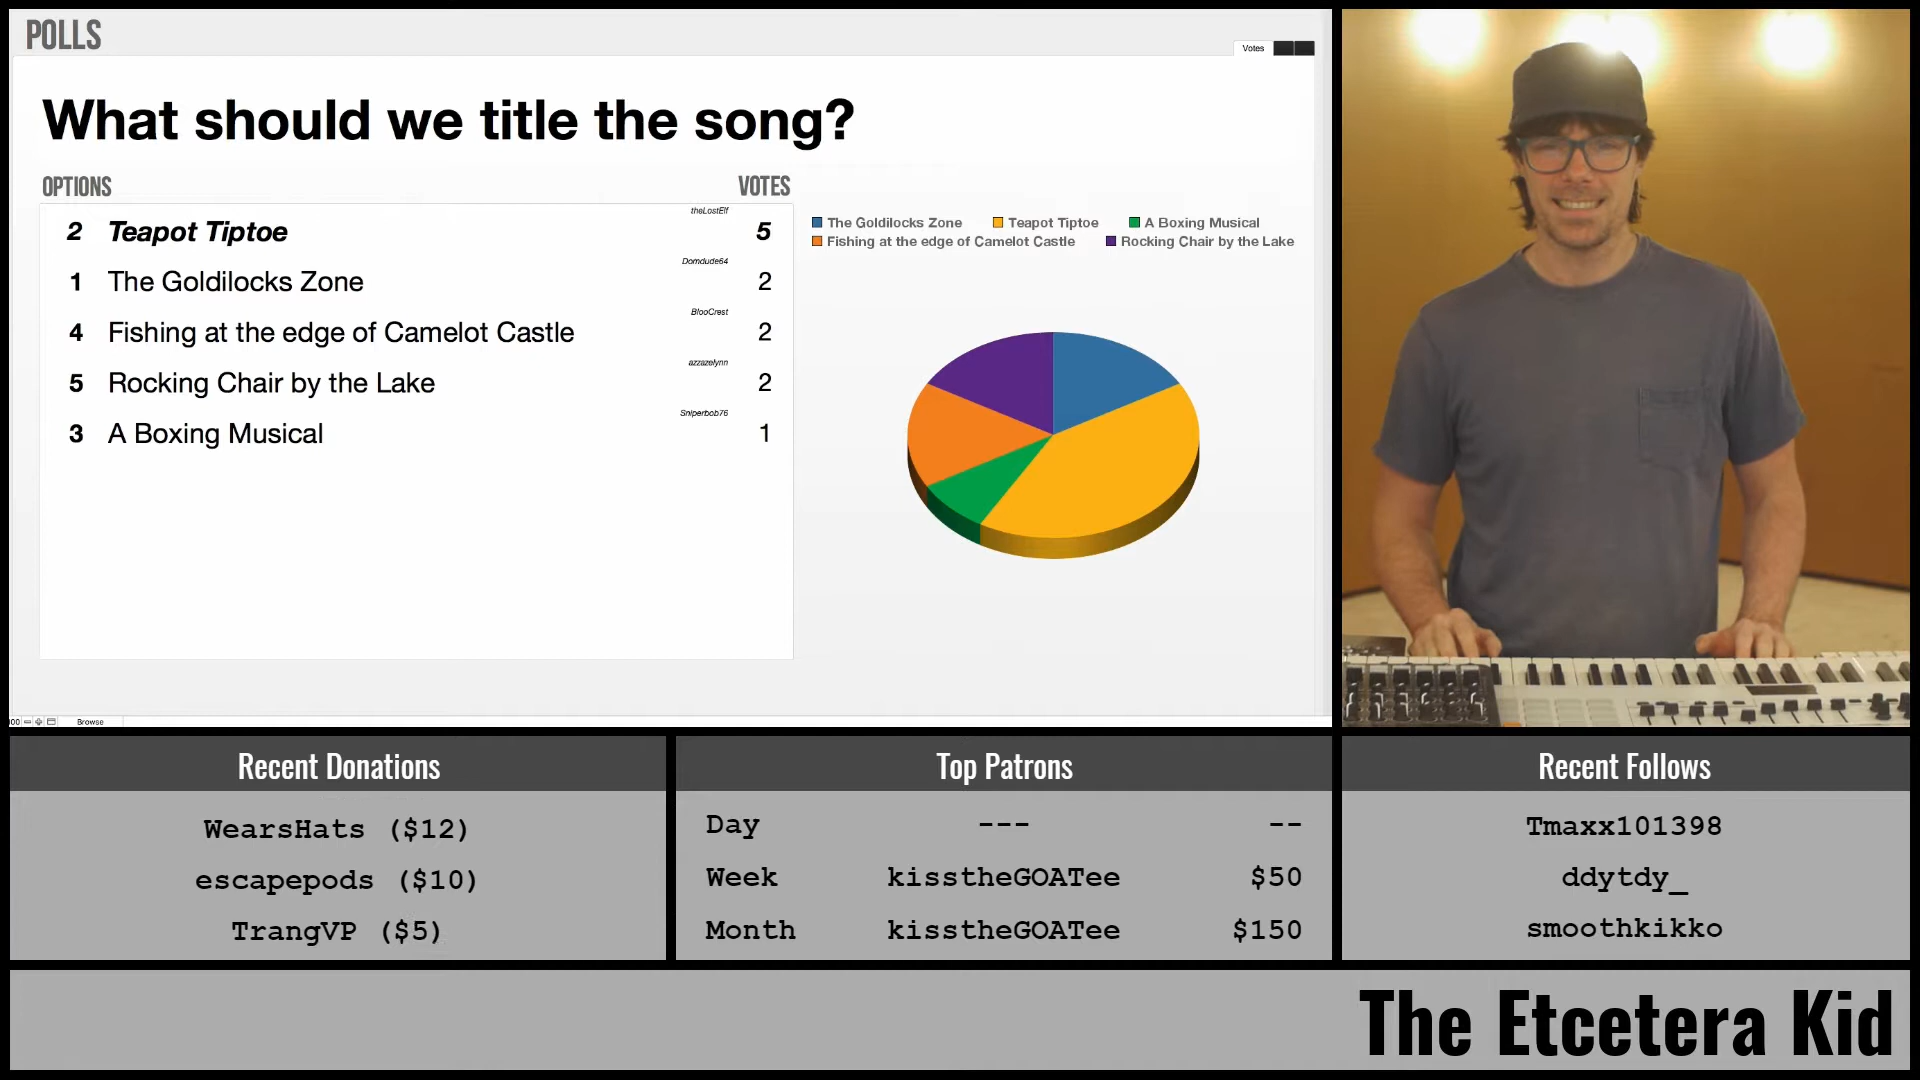 POLLS
Votes
What should we title the song?
OPTIONS VOTES
2 Teapot Tiptoe theLostElf 5
1 The Goldilocks Zone Domdude64 2
4 Fishing at the edge of Camelot Castle BlooCrest 2
5 Rocking Chair by the Lake azzazelynn 2
3 A Boxing Musical Sniperbob76 1
The Goldilocks Zone Teapot Tiptoe A Boxing Musical
Fishing at the edge of Camelot Castle Rocking Chair by the Lake
Browse
Recent Donations
WearsHats ($12)
escapepods ($10)
TrangVP ($5)
Top Patrons
Day --- --
Week kisstheGOATee $50
Month kisstheGOATee $150
Recent Follows
Tmaxx101398
ddytdy_
smoothkikko
The Etcetera Kid